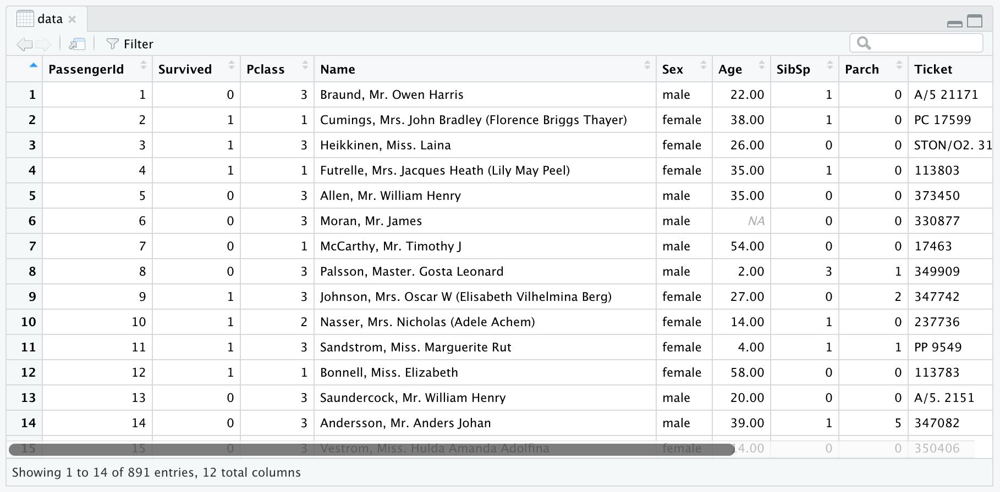 data
Filter
PassengerId Survived Pclass Name Sex Age SibSp Parch Ticket
1 1 0 3 Braund, Mr. Owen Harris male 22.00 1 0 A/5 21171
2 2 1 1 Cumings, Mrs. John Bradley (Florence Briggs Thayer) female 38.00 1 0 PC 17599
3 3 1 3 Heikkinen, Miss. Laina female 26.00 0 0 STON/O2. 31
4 4 1 1 Futrelle, Mrs. Jacques Heath (Lily May Peel) female 35.00 1 0 113803
5 5 0 3 Allen, Mr. William Henry male 35.00 0 0 373450
6 6 0 3 Moran, Mr. James male NA 0 0 330877
7 7 0 1 McCarthy, Mr. Timothy J male 54.00 0 0 17463
8 8 0 3 Palsson, Master. Gosta Leonard male 2.00 3 1 349909
9 9 1 3 Johnson, Mrs. Oscar W (Elisabeth Vilhelmina Berg) female 27.00 0 2 347742
10 10 1 2 Nasser, Mrs. Nicholas (Adele Achem) female 14.00 1 0 237736
11 11 1 3 Sandstrom, Miss. Marguerite Rut female 4.00 1 1 PP 9549
12 12 1 1 Bonnell, Miss. Elizabeth female 58.00 0 0 113783
13 13 0 3 Saundercock, Mr. William Henry male 20.00 0 0 A/5. 2151
14 14 0 3 Andersson, Mr. Anders Johan male 39.00 1 5 347082
15 15 0 3 Vestrom, Miss. Hulda Amanda Adolfina female 14.00 0 0 350406
Showing 1 to 14 of 891 entries, 12 total columns